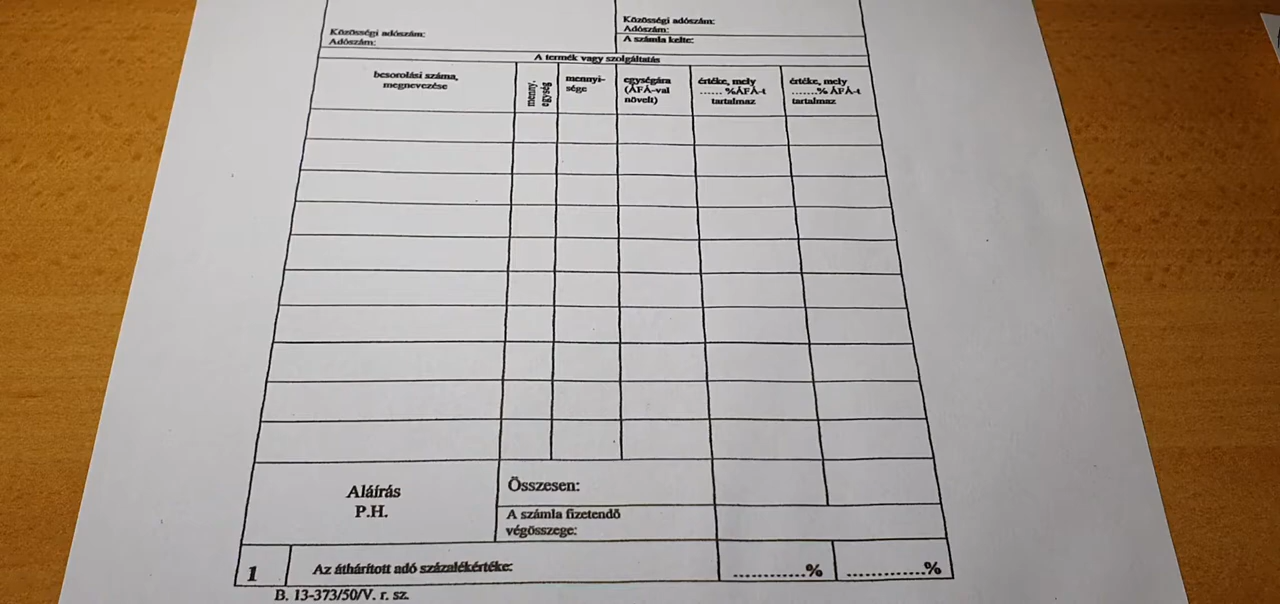 Közösségi adószám:
Adószám:
Közösségi adószám:
Adószám:
A számla kelte:
A termék vagy szolgáltatás
besorolási száma,
megnevezése
menny.
egység
mennyi-
sége
egységára
(ÁFÁ-val
növelt)
értéke, mely
...... %ÁFÁ-t
tartalmaz
értéke, mely
.......% ÁFÁ-t
tartalmaz
Aláírás
P.H.
Összesen:
A számla fizetendő
végösszege:
1
Az áthárított adó százalékértéke:
............%
.............%
B. 13-373/50/V. r. sz.